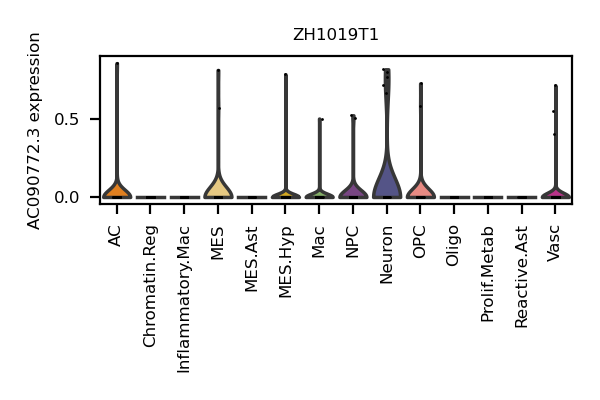 ZH1019T1
AC090772.3 expression
0.5
0.0
AC
Chromatin.Reg
Inflammatory.Mac
MES
MES.Ast
MES.Hyp
Mac
NPC
Neuron
OPC
Oligo
Prolif.Metab
Reactive.Ast
Vasc